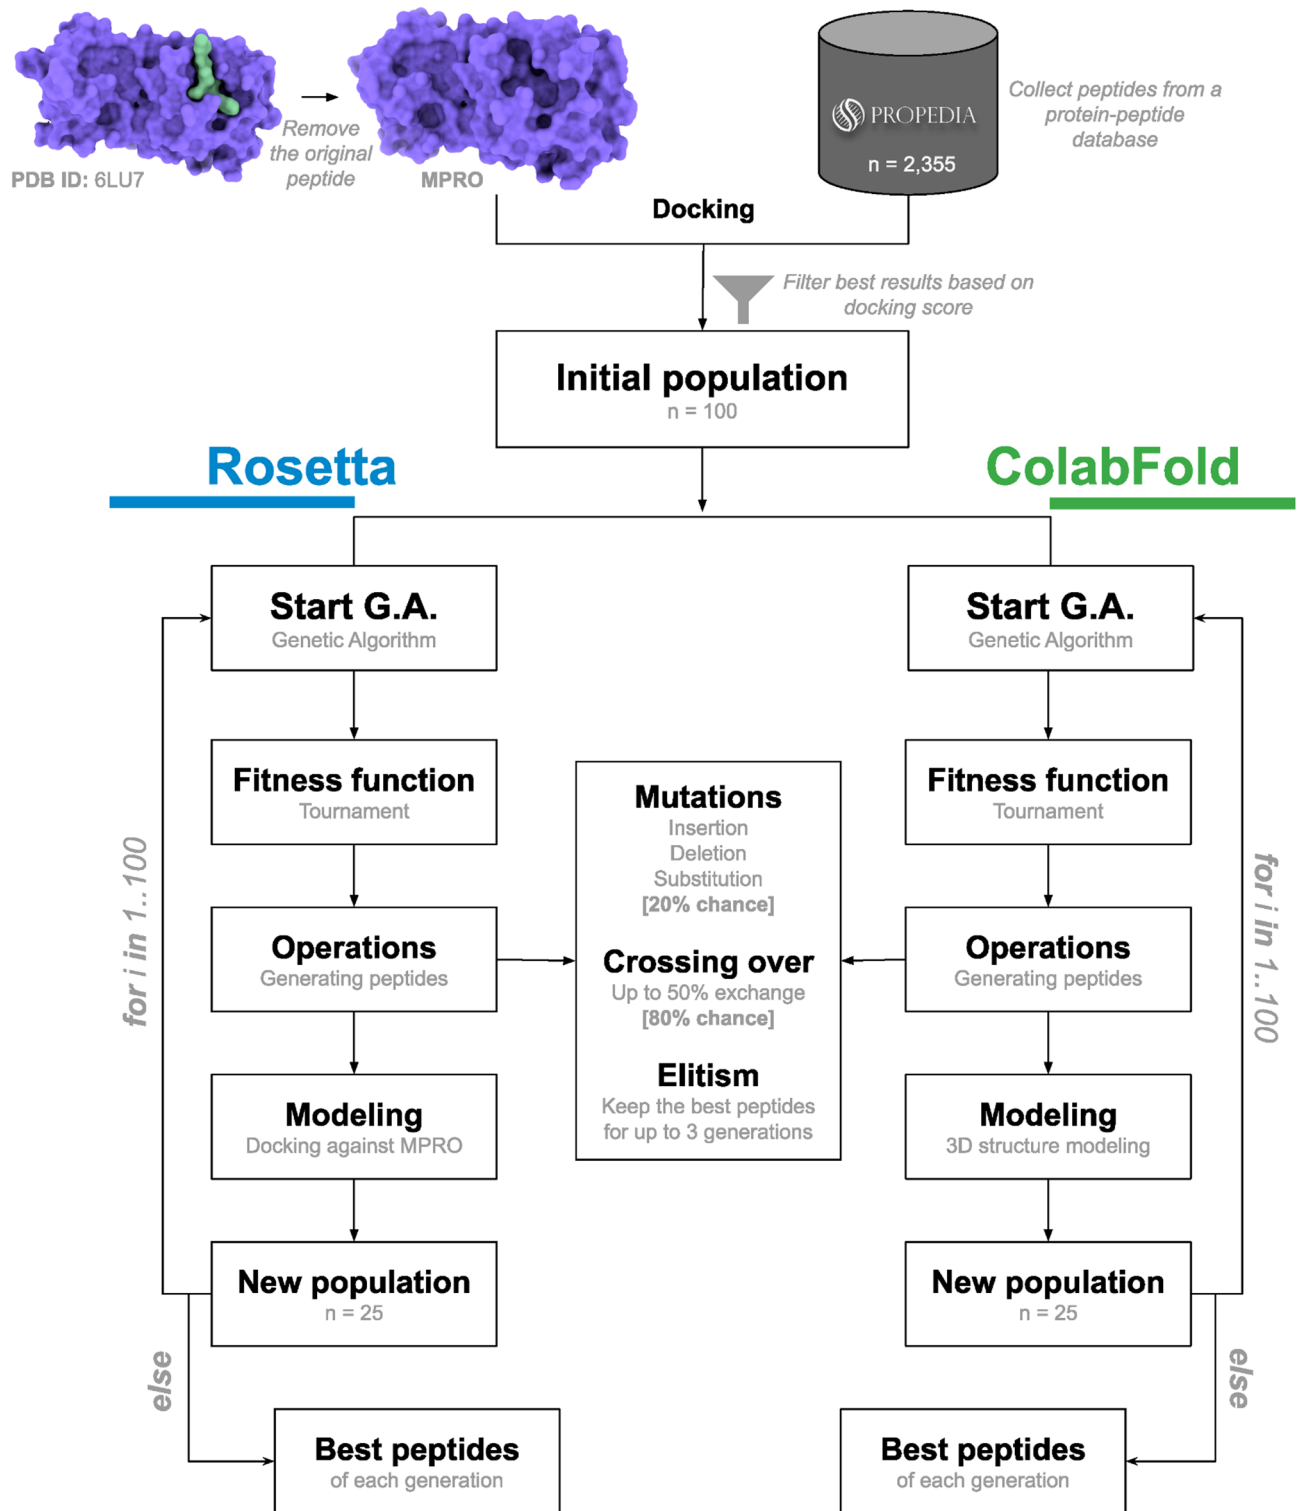 PDB ID: 6LU7
Remove
the original
peptide
MPRO
PROPEDIA
n = 2,355
Collect peptides from a
protein-peptide
database
Docking
Filter best results based on
docking score
Initial population
n = 100
Rosetta
ColabFold
Start G.A.
Genetic Algorithm
Start G.A.
Genetic Algorithm
Fitness function
Tournament
Fitness function
Tournament
Mutations
Insertion
Deletion
Substitution
[20% chance]
Crossing over
Up to 50% exchange
[80% chance]
Elitism
Keep the best peptides
for up to 3 generations
for i in 1..100
for i in 1..100
Operations
Generating peptides
Operations
Generating peptides
Modeling
Docking against MPRO
Modeling
3D structure modeling
New population
n = 25
New population
n = 25
else
else
Best peptides
of each generation
Best peptides
of each generation